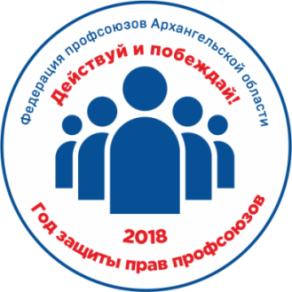 Федерация профсоюзов Архангельской области
Действуй и побеждай!
2018
Год защиты прав профсоюзов